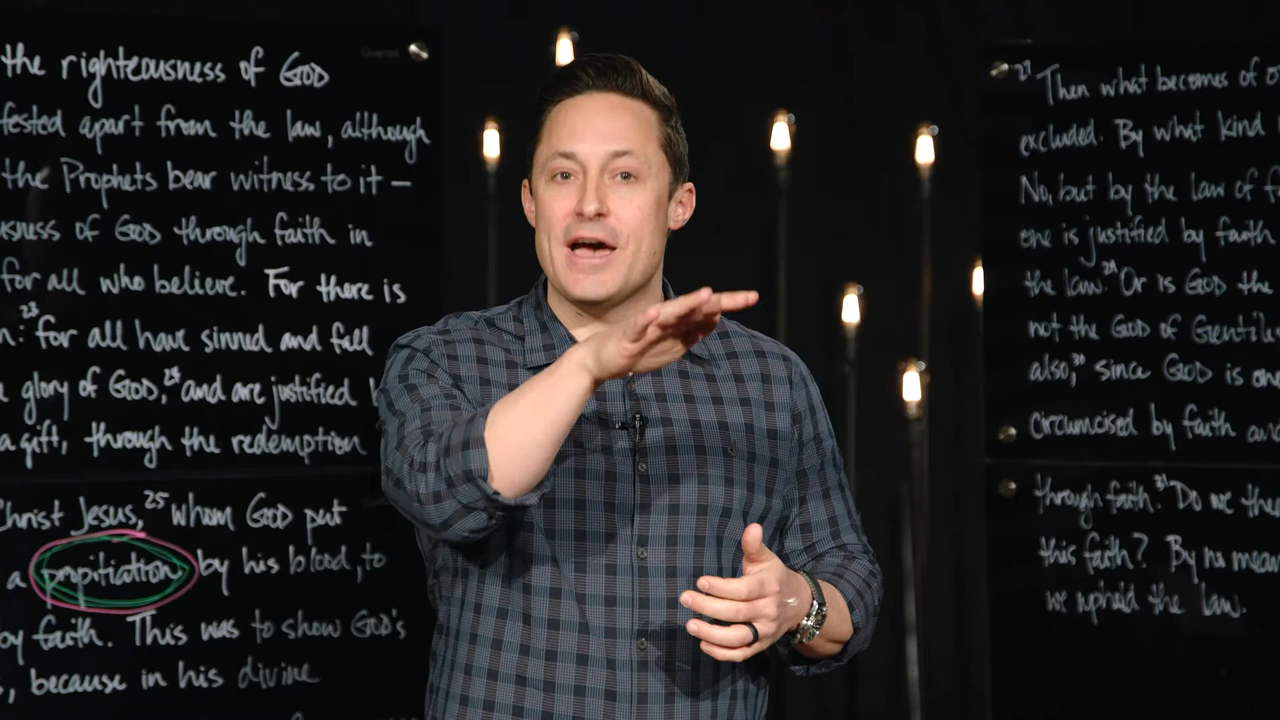 the righteousness of GOD
fested apart from the law, although
the Prophets bear witness to it —
usness of GOD through faith in
for all who believe. For there is
n: 23 for all have sinned and fall
glory of GOD, 24 and are justified
a gift, through the redemption
Christ Jesus, 25 whom GOD put
a propitiation by his blood, to
by faith. This was to show GOD's
, because in his divine
27 Then what becomes of
excluded. By what kind
No, but by the law of
one is justified by faith
the law. 29 Or is GOD the
not the GOD of Gentiles
also, 30 since GOD is one
circumcised by faith and
through faith. 31 Do we the
this faith? By no mean
we uphold the law.